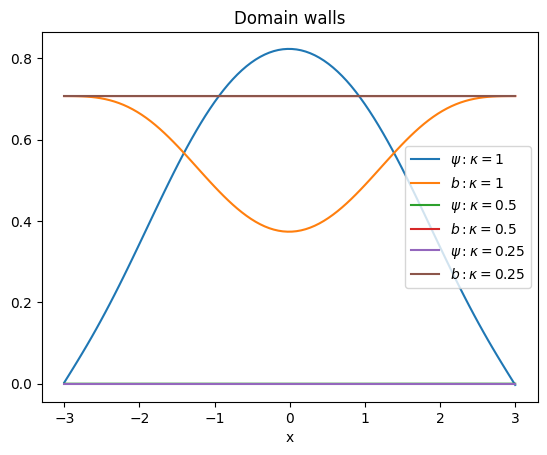 Domain walls
0.8
0.6
0.4
0.2
0.0
ψ : κ = 1
b : κ = 1
ψ : κ = 0.5
b : κ = 0.5
ψ : κ = 0.25
b : κ = 0.25
−3 −2 −1 0 1 2 3
x